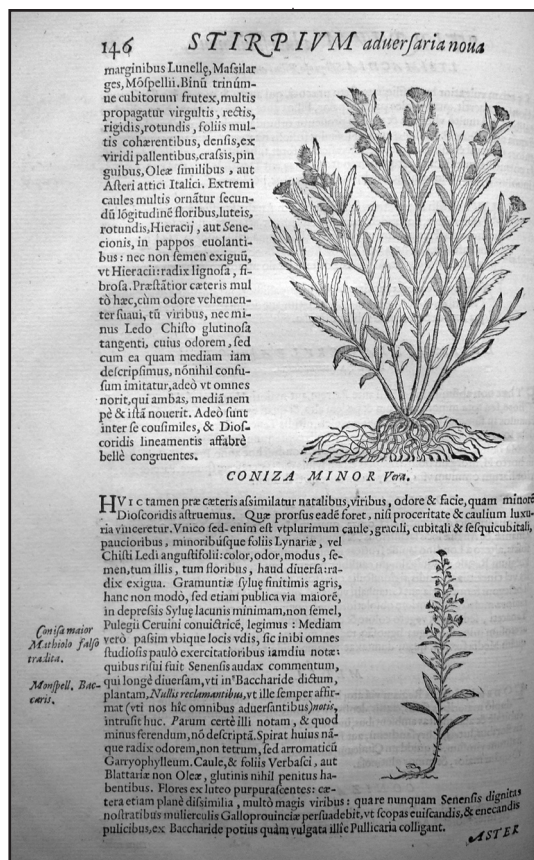 146 STIRPIVM aduersaria noua
marginibus Lunellę, Massilar
ges, Mõspellii. Binũ trinúm-
ue cubitorum frutex, multis
propagatur virgultis, rectis,
rigidis, rotundis, foliis mul-
tis cohærentibus, densis, ex
viridi pallentibus, crassis, pin
guibus, Oleæ similibus, aut
Asteri attici Italici. Extremi
caules multis ornãtur secun-
dũ lõgitudinē floribus, luteis,
rotundis, Hieracij, aut Sene-
cionis, in pappos euolanti-
bus: nec non semen exiguũ,
vt Hieracii: radix lignosa, fi-
brosa. Præstãtior cæteris mul
tò hæc, cùm odore vehemen-
ter suaui, tũ viribus, nec mi-
nus Ledo Chisto glutinosa
tangenti, cuius odorem, sed
cum ea quam mediam iam
descripsimus, nõnihil confu-
sum imitatur, adeò vt omnes
norit, qui ambas, mediã nem
pè & istã nouerit. Adeò sunt
inter se cousimiles, & Dios-
coridis lineamentis affabrè
bellè congruentes.
CONIZA MINOR Vera.
HVIC tamen præ cæteris assimilatur natalibus, viribus, odore & facie, quam minorẽ
Dioscoridis astruemus. Quæ prorsus eadẽ foret, nisi proceritate & caulium luxu-
ria vinceretur. Vnico sed-enim est vtplurimum caule, gracili, cubitali & sesquicubitali,
paucioribus, minoribúsque foliis Lynariæ, vel
Chisti Ledi angustifolii: color, odor, modus, se-
men, tum illis, tum floribus, haud diuersa: ra-
dix exigua. Gramuntiæ syluę finitimis agris,
hanc non modò, sed etiam publica via maiorē,
in depressis Syluę lacunis minimam, non semel,
Pulegii Ceruini conuictricē, legimus: Mediam
verò passim vbique locis vdis, sic inibi omnes
studiosis paulò exercitatioribus iamdiu notæ:
Conisa maior
Mathiolo falsò
tradita.
quibus risui fuit Senensis audax commentum,
qui longè diuersam, vti in Baccharide dictum,
Monspell. Bac-
caris.
plantam, Nullis reclamantibus, vt ille semper affir-
mat (vti nos hîc omnibus aduersantibus) notis,
intrusit huc. Parum certè illi notam, & quod
minus ferendum, nõ descriptã. Spirat huius nã-
que radix odorem, non tetrum, sed arromaticũ
Garryophylleum. Caule, & foliis Verbasci, aut
Blattariæ non Oleæ, glutinis nihil penitus ha-
bentibus. Flores ex luteo purpurascentes: cæ-
tera etiam planè dissimilia, multò magis viribus: quare nunquam Senensis dignitas
nostratibus mulierculis Galloprouinciæ persuadebit, vt scopas euiscandis, & enecandis
pulicibus, ex Baccharide potius quàm vulgata illîc Pullicaria colligant.
ASTER